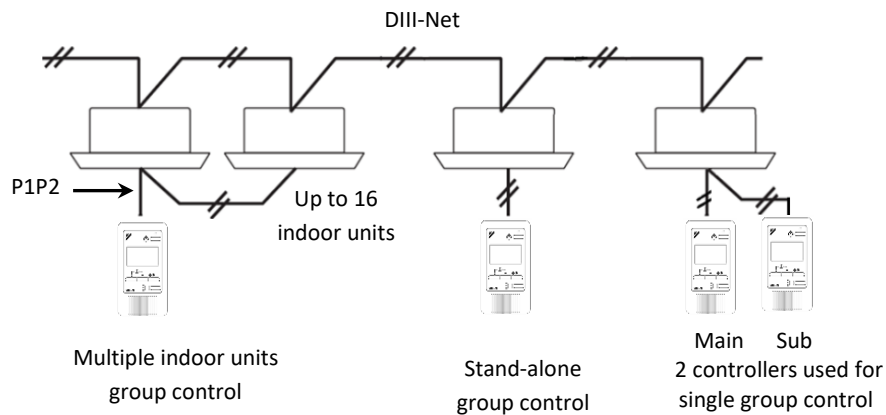 DIII-Net
P1P2
Up to 16
indoor units
Multiple indoor units
group control
Stand-alone
group control
Main Sub
2 controllers used for
single group control